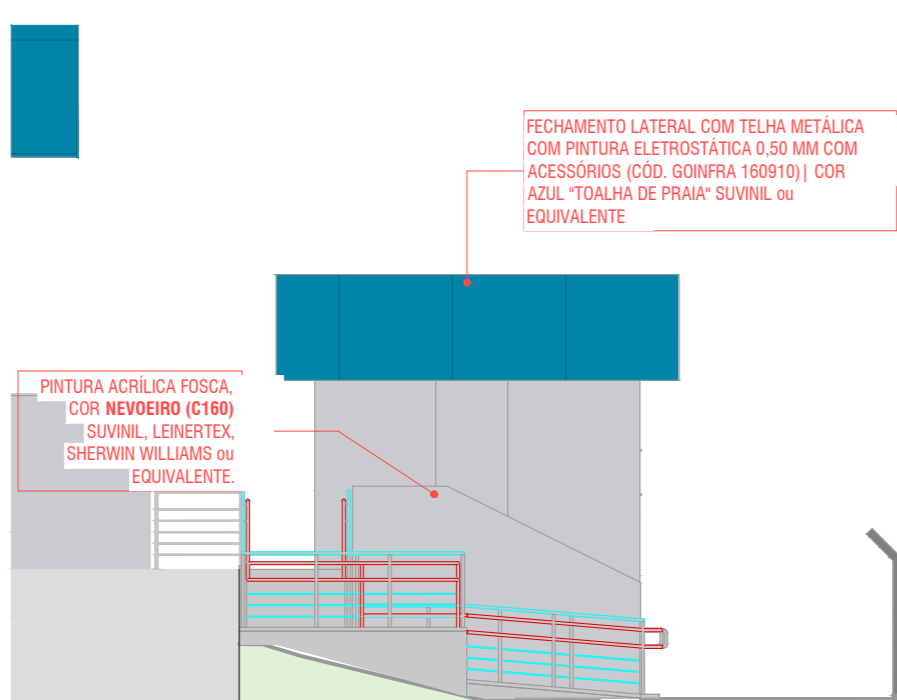 FECHAMENTO LATERAL COM TELHA METÁLICA
COM PINTURA ELETROSTÁTICA 0,50 MM COM
ACESSÓRIOS (CÓD. GOINFRA 160910) | COR
AZUL "TOALHA DE PRAIA" SUVINIL ou
EQUIVALENTE
PINTURA ACRÍLICA FOSCA,
COR NEVOEIRO (C160)
SUVINIL, LEINERTEX,
SHERWIN WILLIAMS ou
EQUIVALENTE.